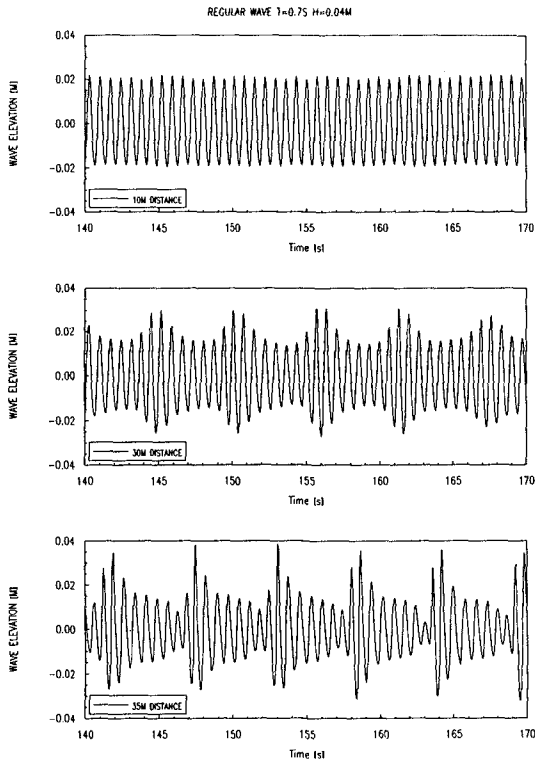 REGULAR WAVE T=0.7S H=0.04M
0.04
0.02
0.00
-0.02
-0.04
WAVE ELEVATION [M]
10M DISTANCE
140 145 150 155 160 165 170
Time [s]
0.04
0.02
0.00
-0.02
-0.04
WAVE ELEVATION [M]
30M DISTANCE
140 145 150 155 160 165 170
Time [s]
0.04
0.02
0.00
-0.02
-0.04
WAVE ELEVATION [M]
35M DISTANCE
140 145 150 155 160 165 170
Time [s]